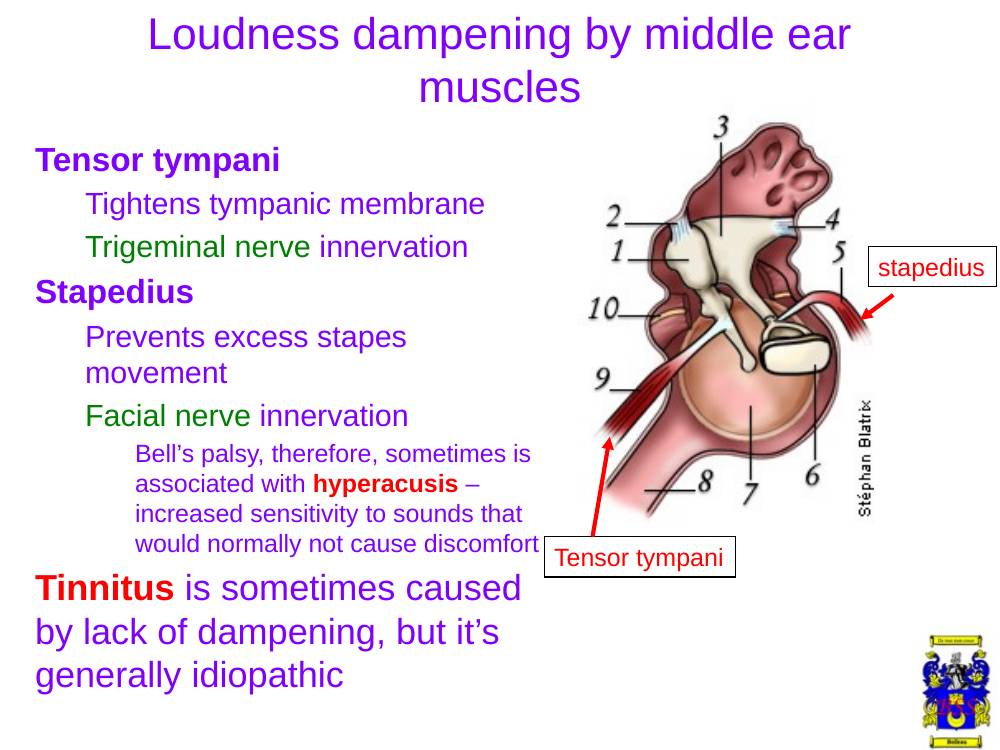 Loudness dampening by middle ear
muscles
Tensor tympani
Tightens tympanic membrane
Trigeminal nerve innervation
Stapedius
Prevents excess stapes
movement
Facial nerve innervation
Bell’s palsy, therefore, sometimes is
associated with hyperacusis –
increased sensitivity to sounds that
would normally not cause discomfort
Tinnitus is sometimes caused
by lack of dampening, but it’s
generally idiopathic
3
2
4
1
5
stapedius
10
9
8
7
6
Stéphan Blatrix
Tensor tympani